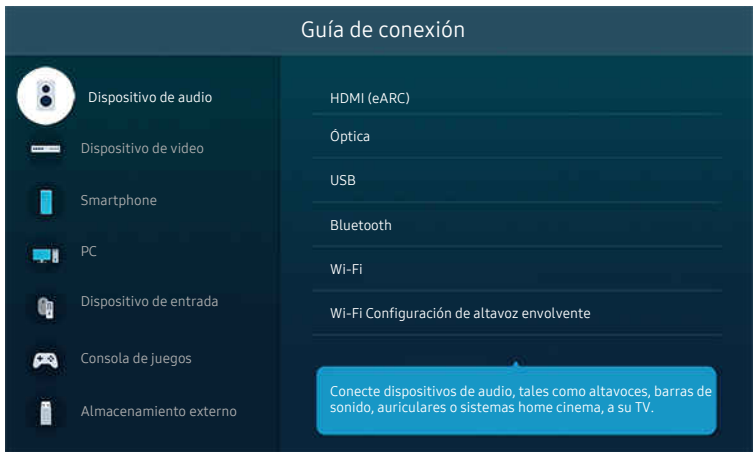 Guía de conexión
Dispositivo de audio
Dispositivo de video
Smartphone
PC
Dispositivo de entrada
Consola de juegos
Almacenamiento externo
HDMI (eARC)
Óptica
USB
Bluetooth
Wi-Fi
Wi-Fi Configuración de altavoz envolvente
Conecte dispositivos de audio, tales como altavoces, barras de
sonido, auriculares o sistemas home cinema, a su TV.